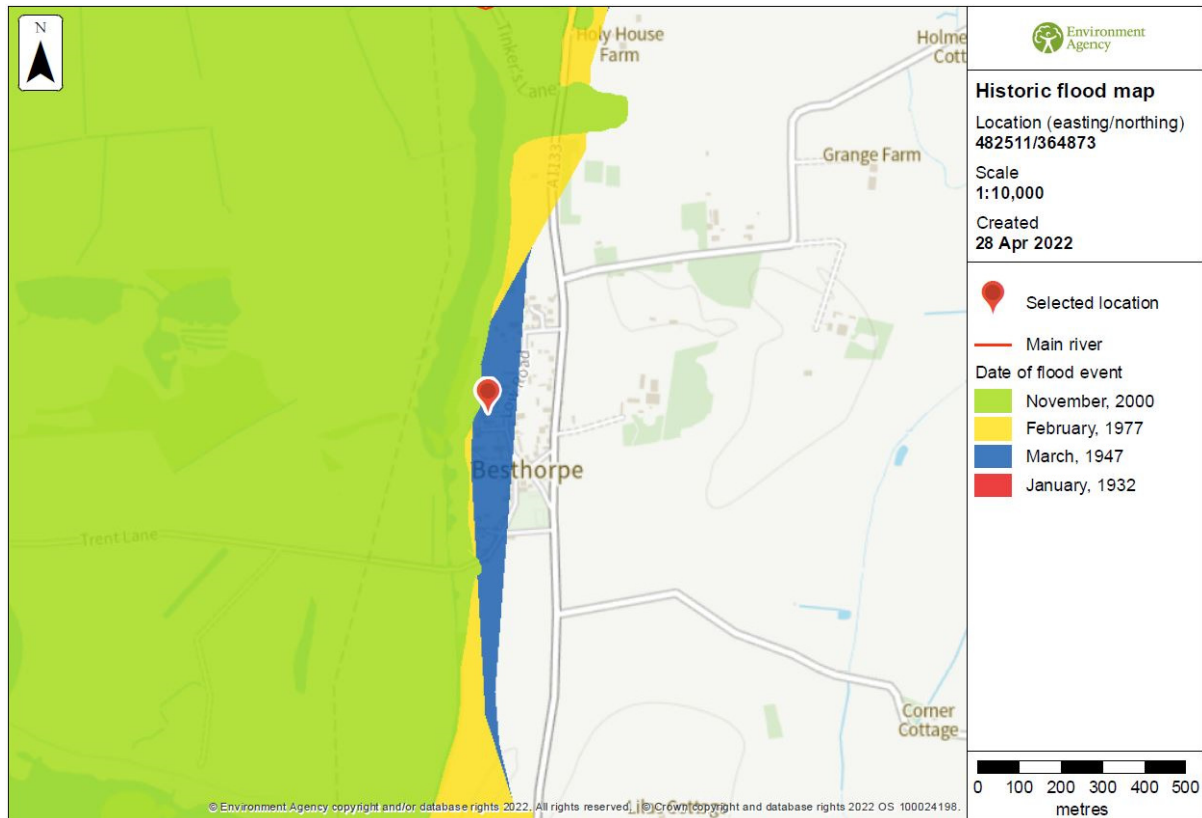 N
Tinker's Lane
Holy House
Farm
Holme
Cott
A1133
Grange Farm
Low Road
Besthorpe
Trent Lane
Corner
Cottage
© Environment Agency copyright and/or database rights 2022. All rights reserved. © Crown copyright and database rights 2022 OS 100024198.
Environment
Agency
Historic flood map
Location (easting/northing)
482511/364873
Scale
1:10,000
Created
28 Apr 2022
Selected location
Main river
Date of flood event
November, 2000
February, 1977
March, 1947
January, 1932
0 100 200 300 400 500
metres